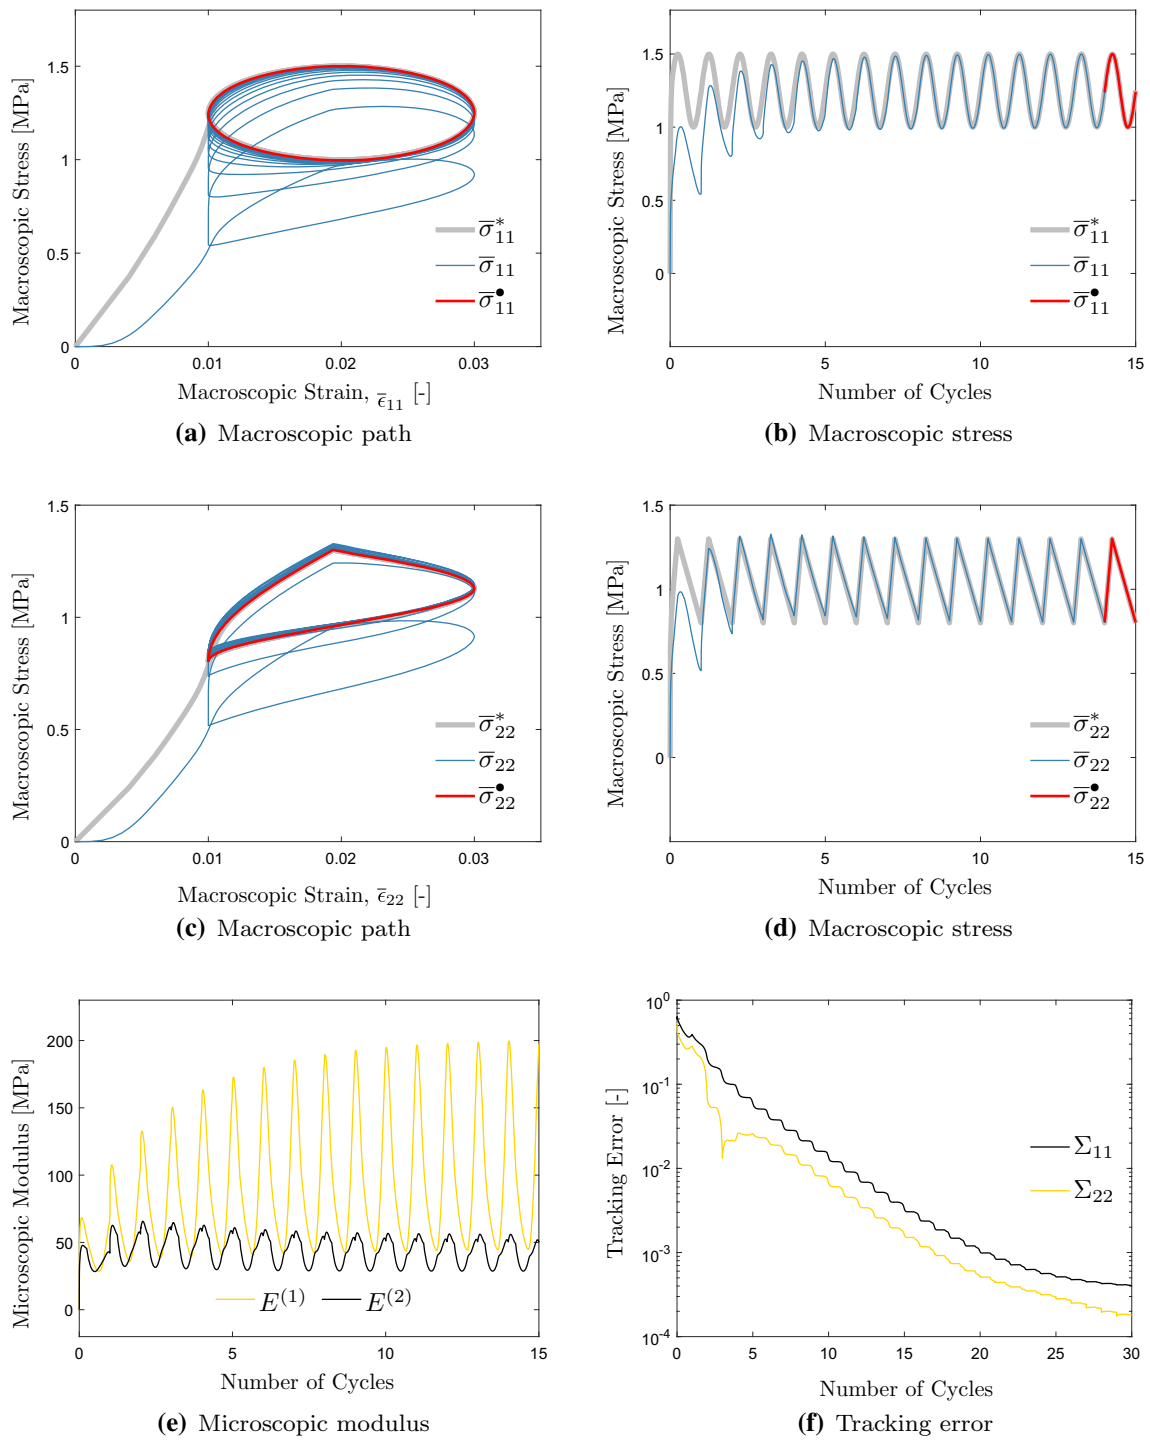 Macroscopic Stress [MPa]
1.5
1
0.5
0
0
0.01
0.02
0.03
σ̅*₁₁
σ̅₁₁
σ̅•₁₁
Macroscopic Strain, ε̅₁₁ [-]
(a) Macroscopic path
Macroscopic Stress [MPa]
1.5
1
0.5
0
0
5
10
15
σ̅*₁₁
σ̅₁₁
σ̅•₁₁
Number of Cycles
(b) Macroscopic stress
Macroscopic Stress [MPa]
1.5
1
0.5
0
0
0.01
0.02
0.03
σ̅*₂₂
σ̅₂₂
σ̅•₂₂
Macroscopic Strain, ε̅₂₂ [-]
(c) Macroscopic path
Macroscopic Stress [MPa]
1.5
1
0.5
0
0
5
10
15
σ̅*₂₂
σ̅₂₂
σ̅•₂₂
Number of Cycles
(d) Macroscopic stress
Microscopic Modulus [MPa]
200
150
100
50
0
0
5
10
15
E⁽¹⁾ E⁽²⁾
Number of Cycles
(e) Microscopic modulus
Tracking Error [-]
10⁰
10⁻¹
10⁻²
10⁻³
10⁻⁴
0
5
10
15
20
25
30
Σ₁₁
Σ₂₂
Number of Cycles
(f) Tracking error